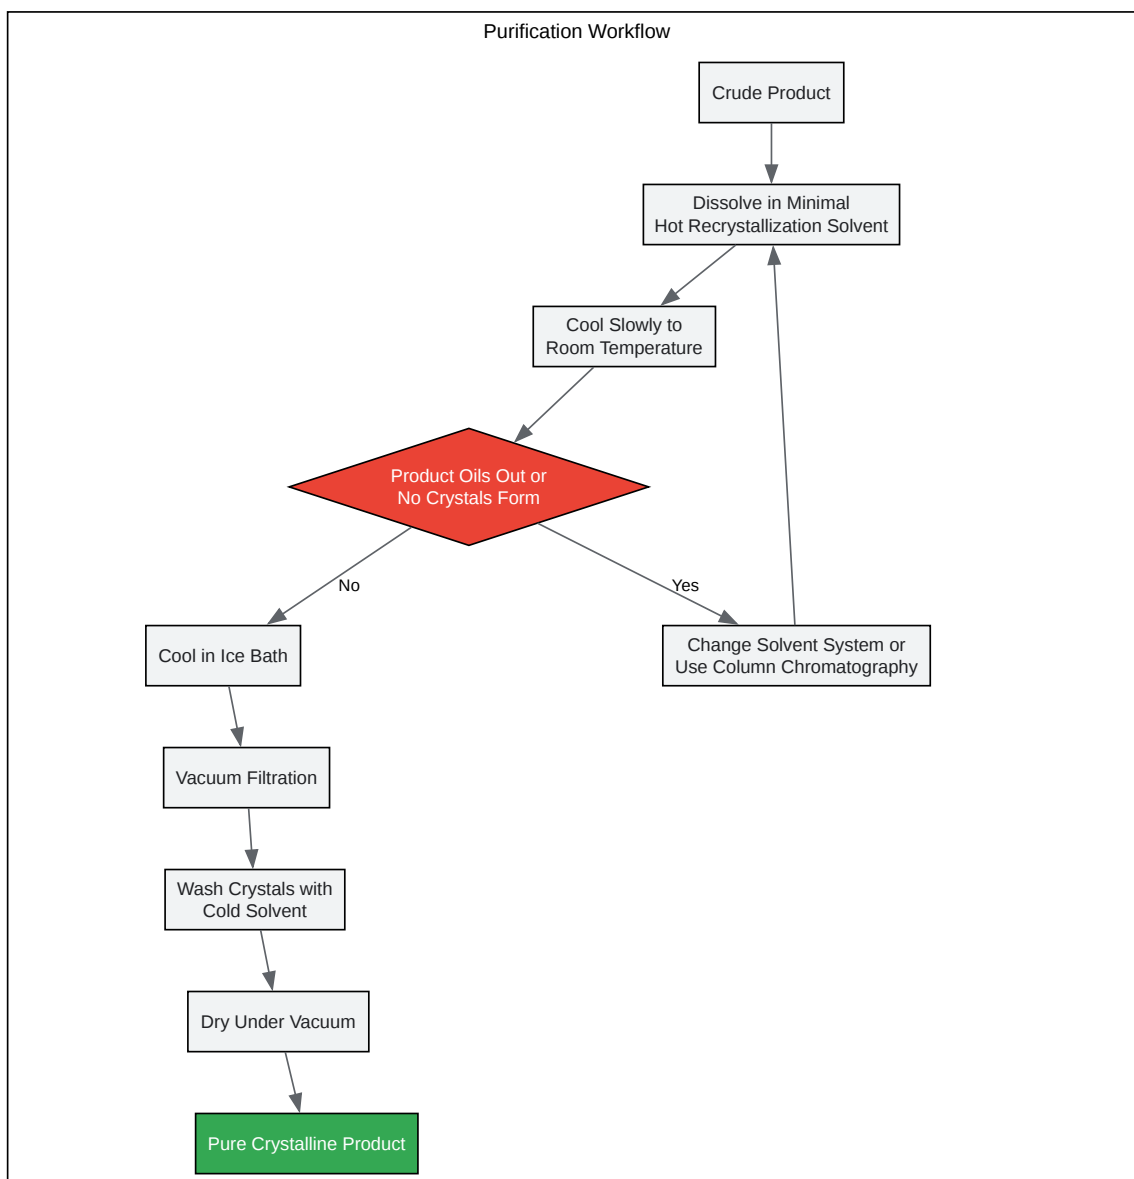 Purification Workflow
Crude Product
Dissolve in Minimal
Hot Recrystallization Solvent
Cool Slowly to
Room Temperature
Product Oils Out or
No Crystals Form
No
Yes
Cool in Ice Bath
Change Solvent System or
Use Column Chromatography
Vacuum Filtration
Wash Crystals with
Cold Solvent
Dry Under Vacuum
Pure Crystalline Product